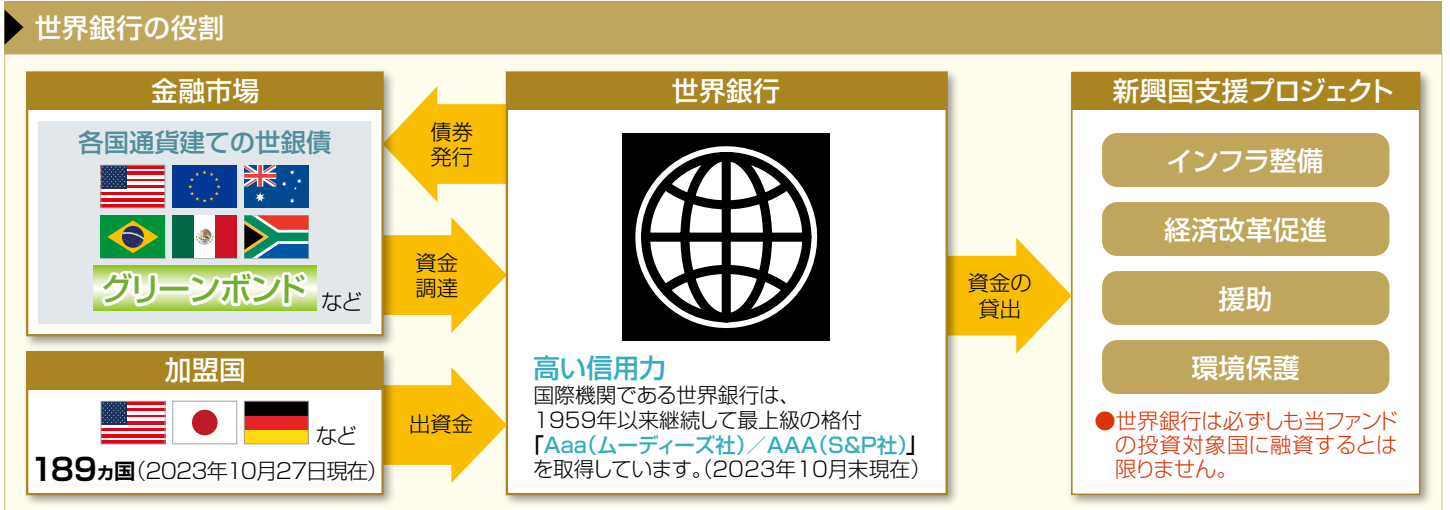 世界銀行の役割
金融市場
各国通貨建ての世銀債
グリーンボンド など
加盟国
など
189ヵ国(2023年10月27日現在)
債券
発行
資金
調達
出資金
世界銀行
高い信用力
国際機関である世界銀行は、
1959年以来継続して最上級の格付
「Aaa(ムーディーズ社)/AAA(S&P社)」
を取得しています。(2023年10月末現在)
資金の
貸出
新興国支援プロジェクト
インフラ整備
経済改革促進
援助
環境保護
●世界銀行は必ずしも当ファンド
の投資対象国に融資するとは
限りません。